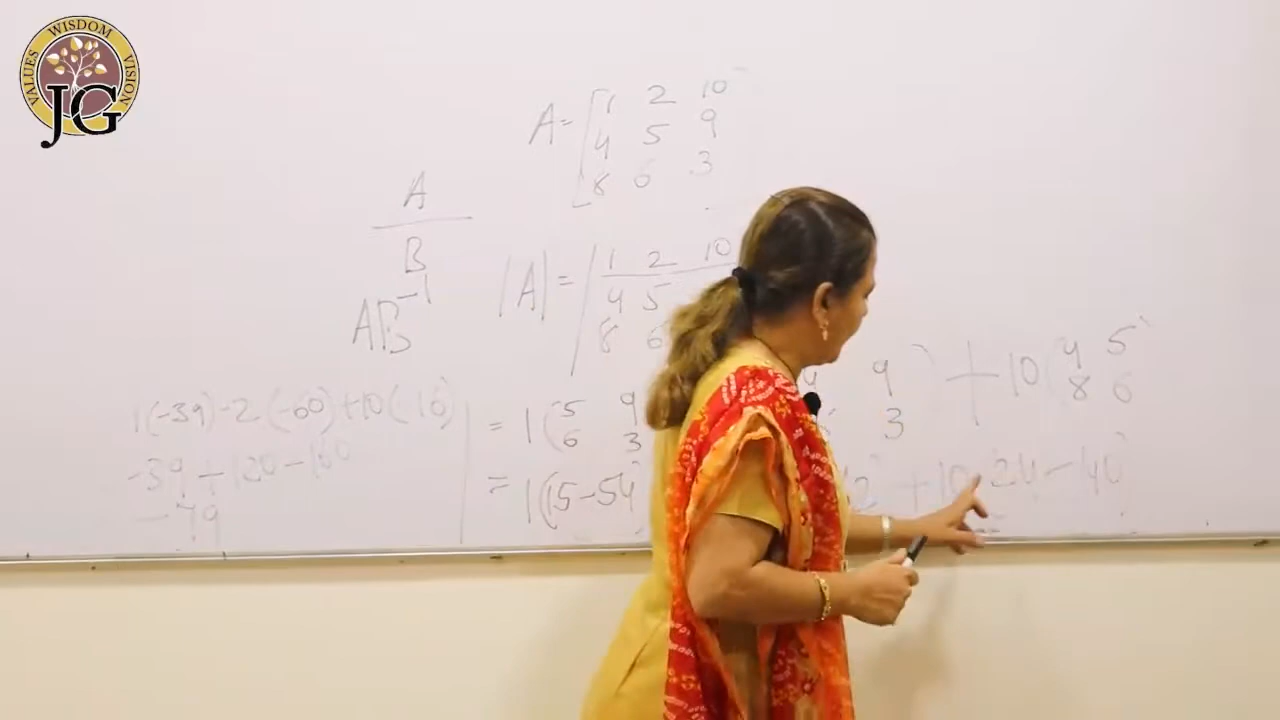 VALUES WISDOM VISION
JG
A = [ 1 2 10
4 5 9
8 6 3
A
B
AB⁻¹
|A| = | 1 2 10
4 5
8 6
= 1 ( 5 9 4 9 ) + 10 ( 4 5 )
6 3 3 8 6
= 1 (15 - 54 2 ) + 10 24 - 40 )
1 (-39) - 2 (-60) + 10 ( 16 )
-39 + 120 - 160
-79